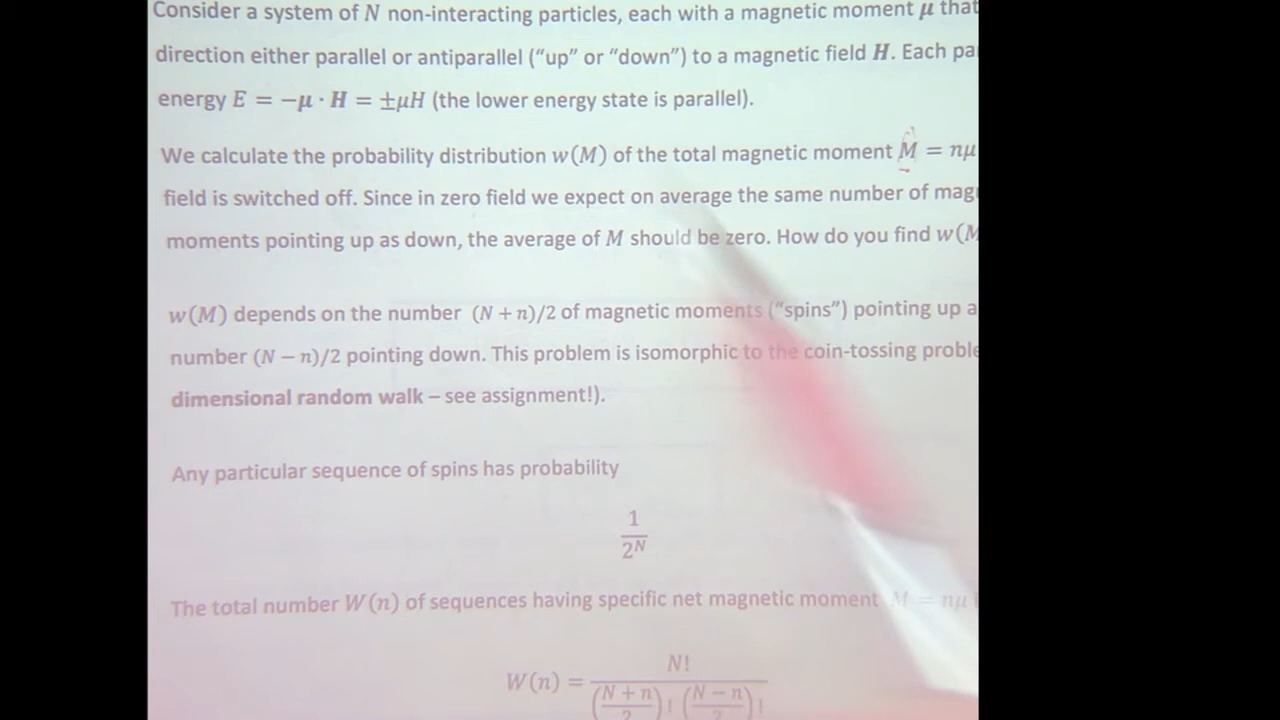 Consider a system of N non-interacting particles, each with a magnetic moment μ that
direction either parallel or antiparallel (“up” or “down”) to a magnetic field H. Each
energy E = −μ · H = ±μH (the lower energy state is parallel).
We calculate the probability distribution w(M) of the total magnetic moment M = nμ
field is switched off. Since in zero field we expect on average the same number of
moments pointing up as down, the average of M should be zero. How do you find
w(M) depends on the number (N + n)/2 of magnetic moments (“spins”) pointing up
number (N − n)/2 pointing down. This problem is isomorphic to the coin-tossing
dimensional random walk – see assignment!).
Any particular sequence of spins has probability
1
2^N
The total number W(n) of sequences having specific net magnetic moment M = nμ
W(n) = N! / ((N + n)/2)! ((N − n)/2)!